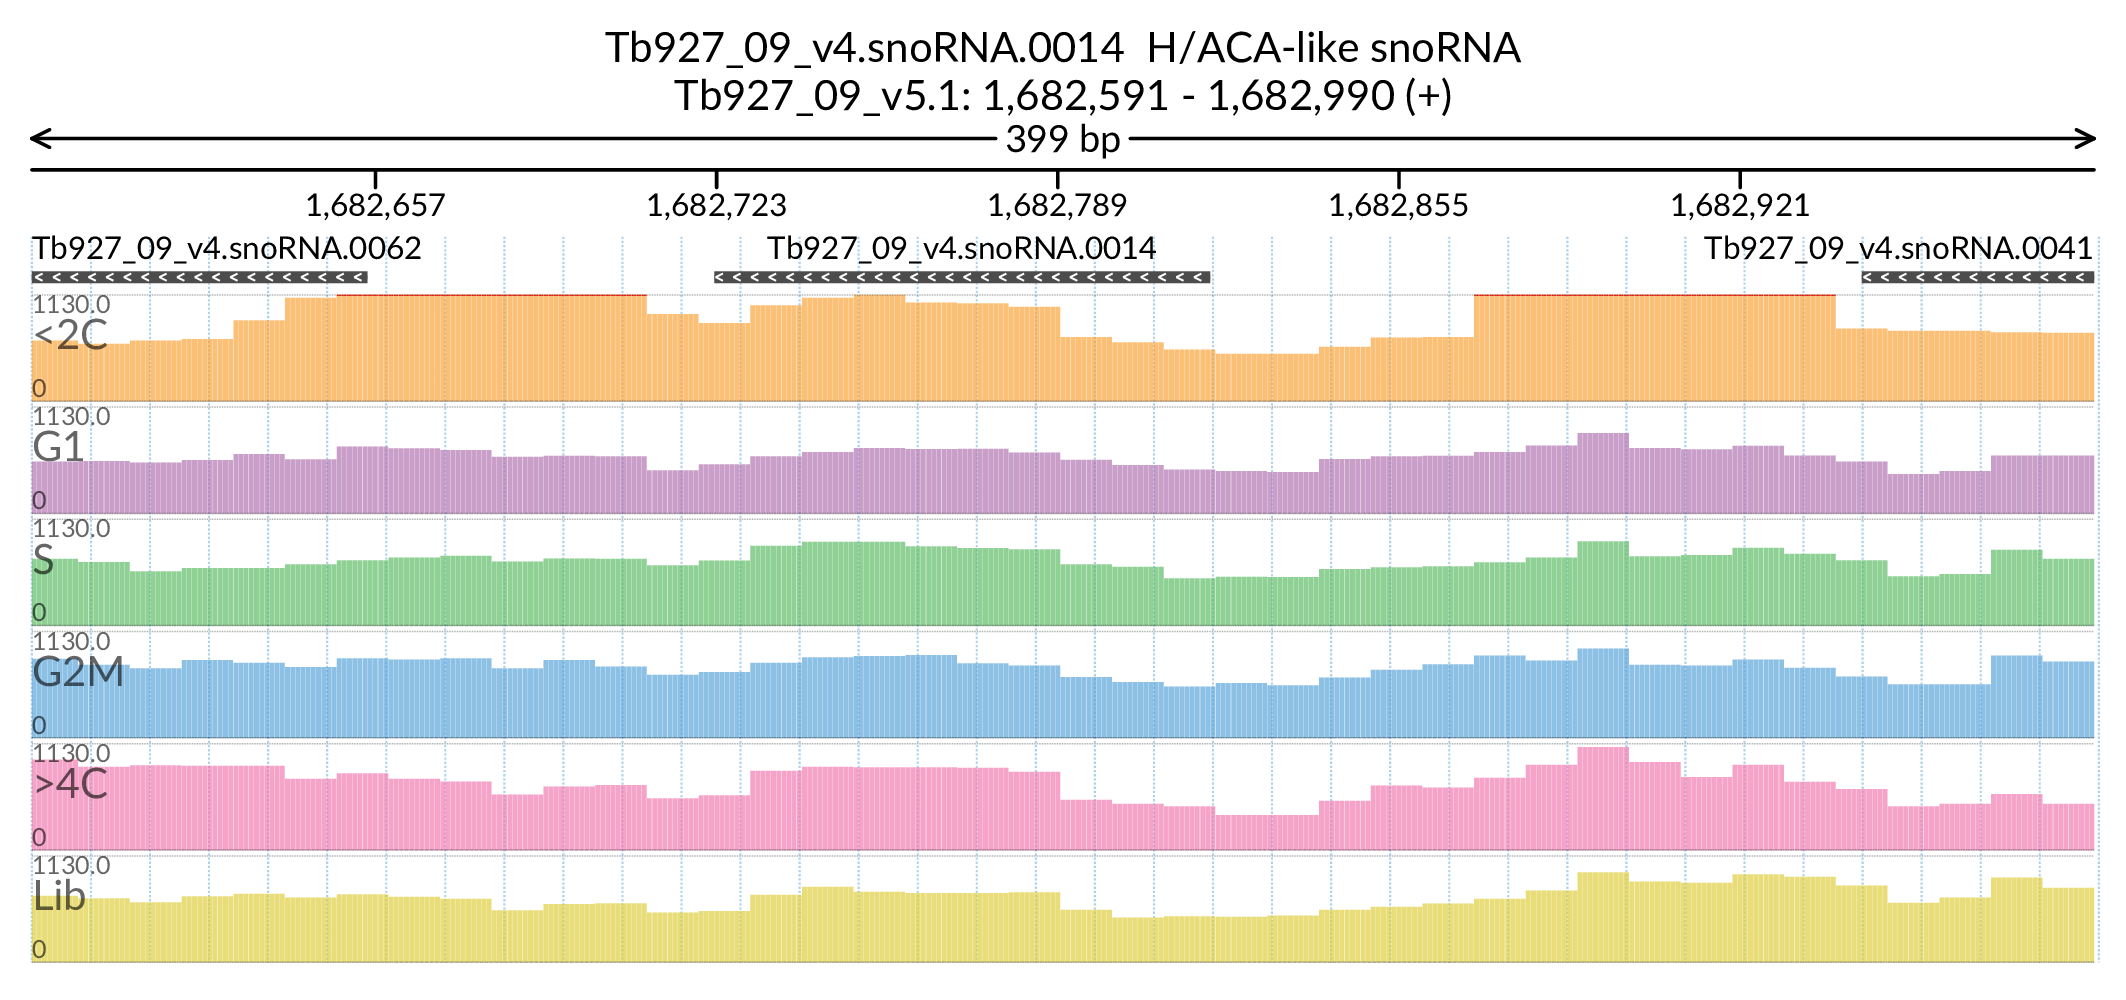 Tb927_09_v4.snoRNA.0014  H/ACA-like snoRNA
Tb927_09_v5.1: 1,682,591 - 1,682,990 (+)
399 bp
1,682,657 1,682,723 1,682,789 1,682,855 1,682,921
Tb927_09_v4.snoRNA.0062 Tb927_09_v4.snoRNA.0014 Tb927_09_v4.snoRNA.0041
1130.0
<2C
0
1130.0
G1
0
1130.0
S
0
1130.0
G2M
0
1130.0
>4C
0
1130.0
Lib
0